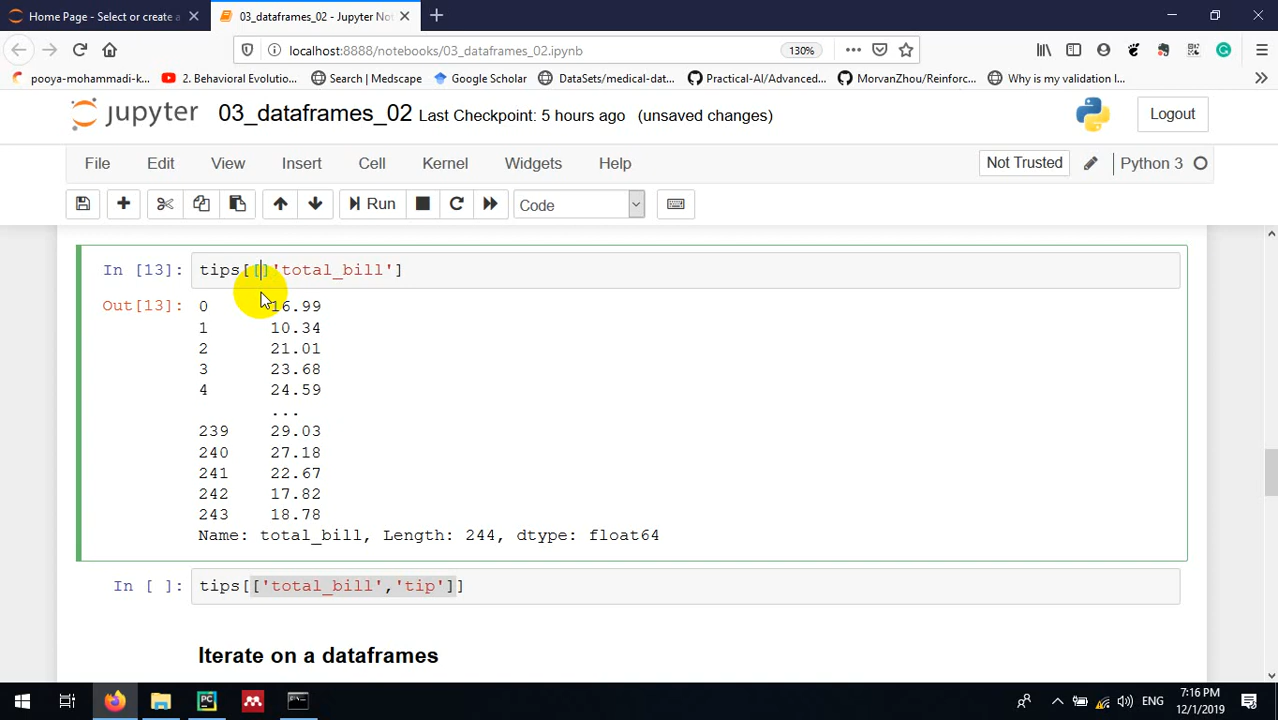 Home Page - Select or create a
03_dataframes_02 - Jupyter Not
localhost:8888/notebooks/03_dataframes_02.ipynb
130%
pooya-mohammadi-k...
2. Behavioral Evolutio...
Search | Medscape
Google Scholar
DataSets/medical-dat...
Practical-AI/Advanced...
MorvanZhou/Reinforc...
Why is my validation l...
jupyter
03_dataframes_02
Last Checkpoint: 5 hours ago
(unsaved changes)
Logout
File
Edit
View
Insert
Cell
Kernel
Widgets
Help
Not Trusted
Python 3
Run
Code
In [13]:
tips[[]'total_bill']
Out[13]:
0 16.99
1 10.34
2 21.01
3 23.68
4 24.59
...
239 29.03
240 27.18
241 22.67
242 17.82
243 18.78
Name: total_bill, Length: 244, dtype: float64
In [ ]:
tips[['total_bill','tip']]
Iterate on a dataframes
ENG
7:16 PM
12/1/2019